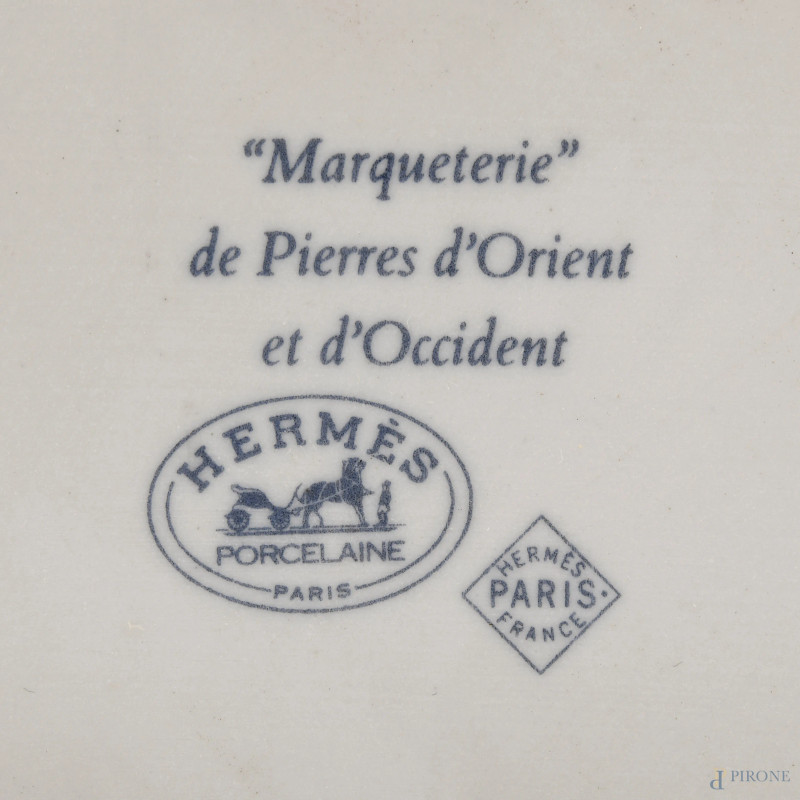 “Marqueterie”
de Pierres d’Orient
et d’Occident
HERMÈS
PORCELAINE
PARIS
HERMÈS
PARIS
FRANCE
PIRONE